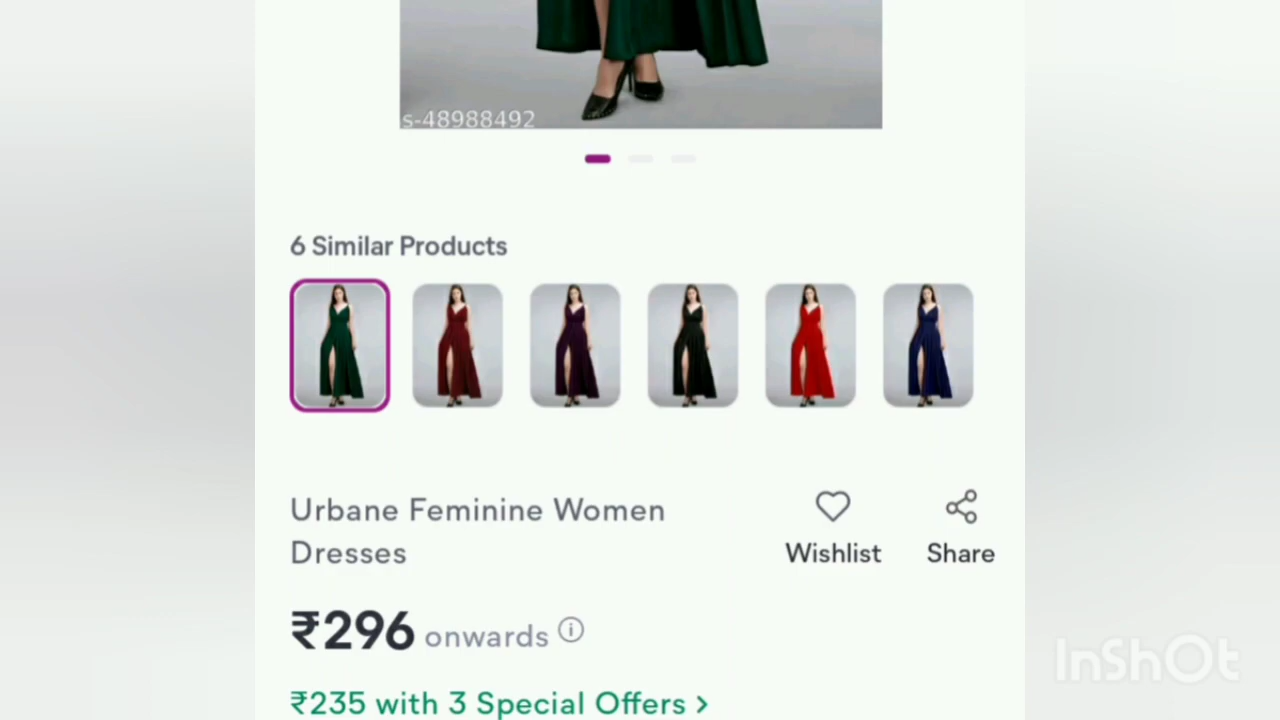 s-48988492
6 Similar Products
Urbane Feminine Women
Dresses
Wishlist
Share
₹296 onwards
₹235 with 3 Special Offers >
InShOt